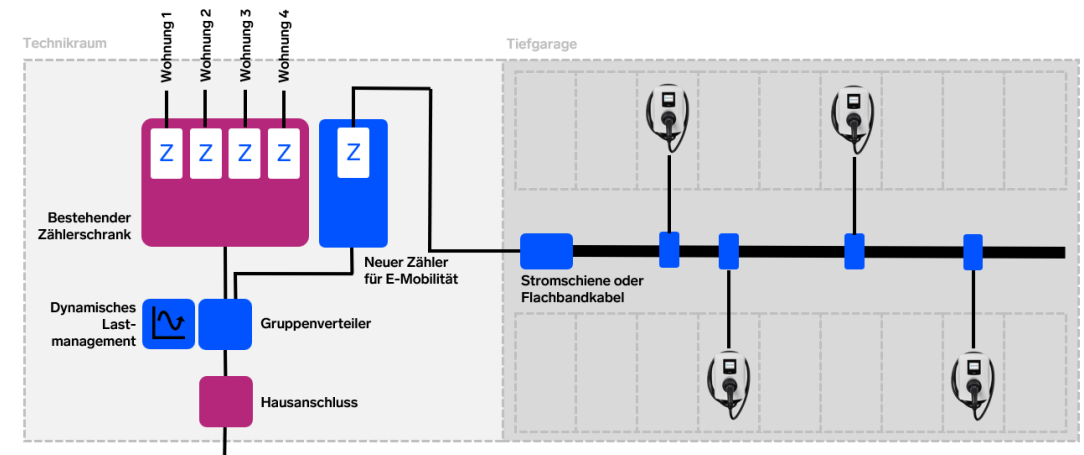 Technikraum
Tiefgarage
Wohnung 1
Wohnung 2
Wohnung 3
Wohnung 4
Z
Z
Z
Z
Z
Bestehender
Zählerschrank
Neuer Zähler
für E-Mobilität
Stromschiene oder
Flachbandkabel
Dynamisches
Last-
management
Gruppenverteiler
Hausanschluss